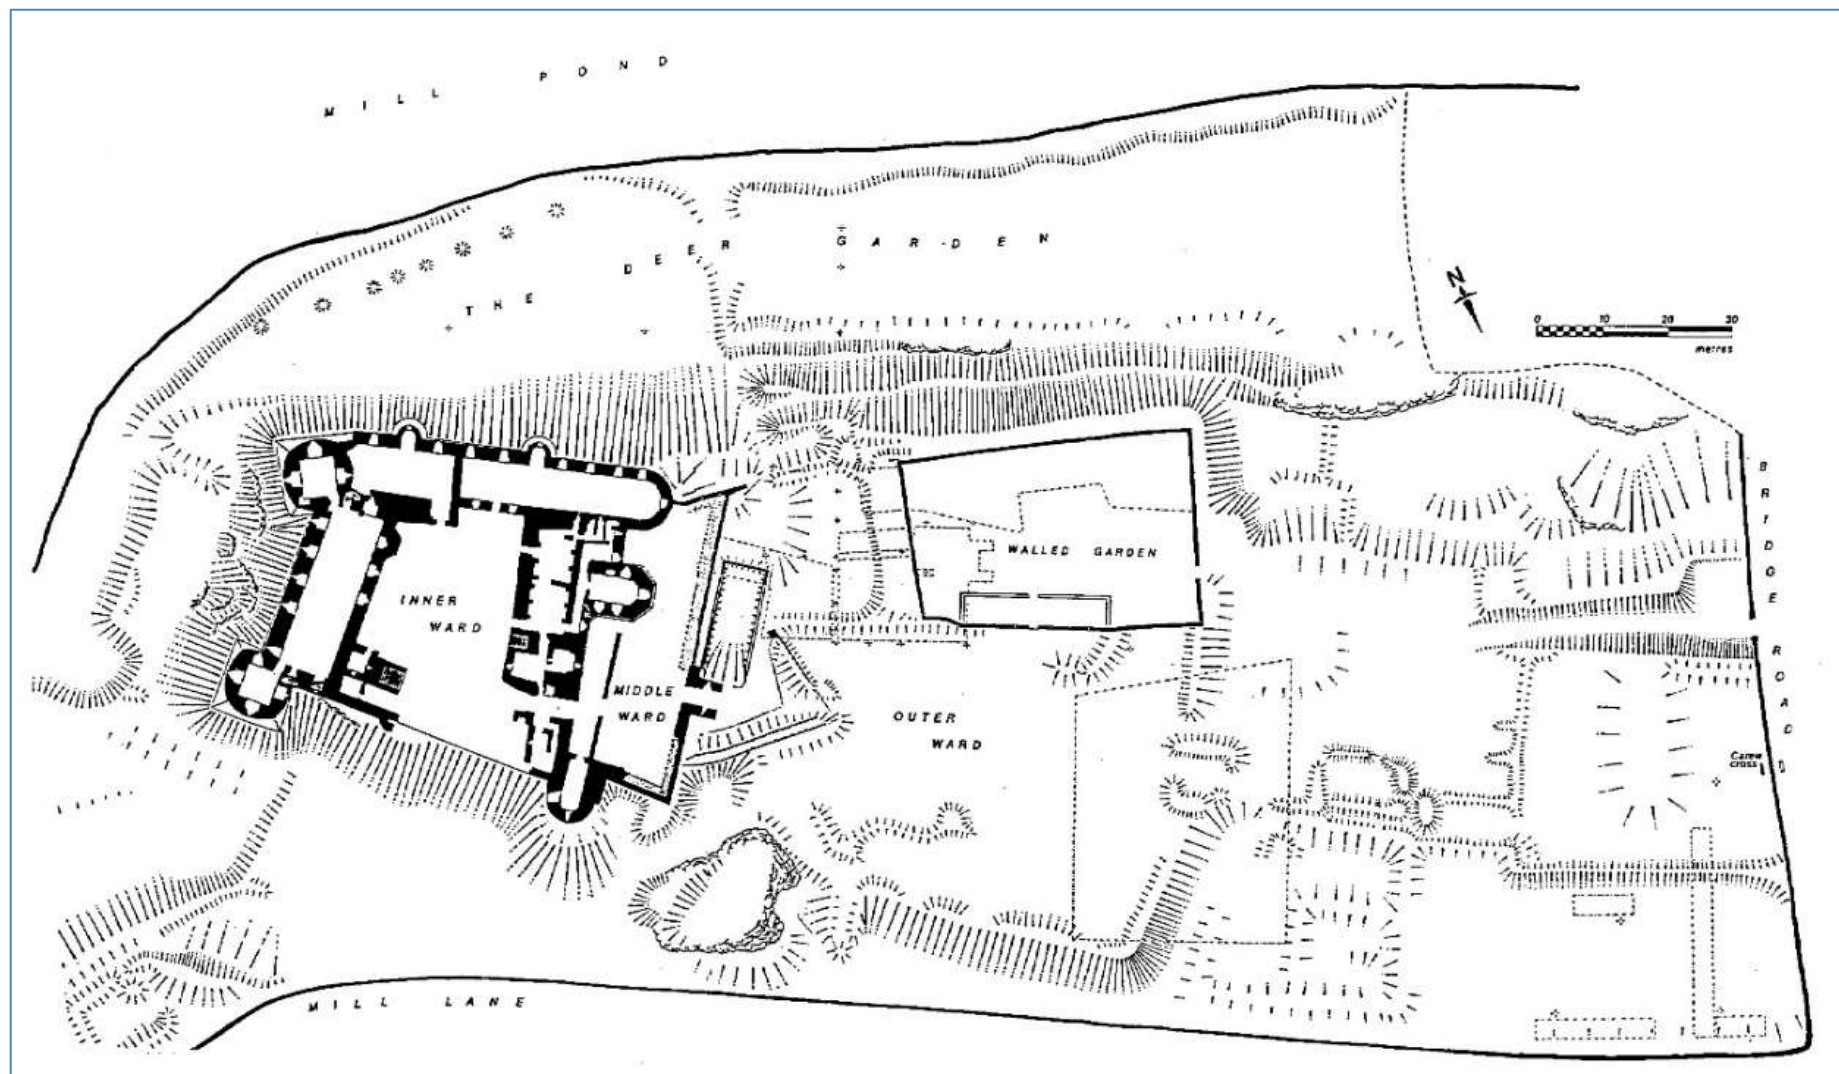 MILL POND
THE DEER GARDEN
N
0 10 20 30
metres
BRIDGE ROAD
WALLED GARDEN
INNER
WARD
MIDDLE
WARD
OUTER
WARD
Carew
cross
MILL LANE